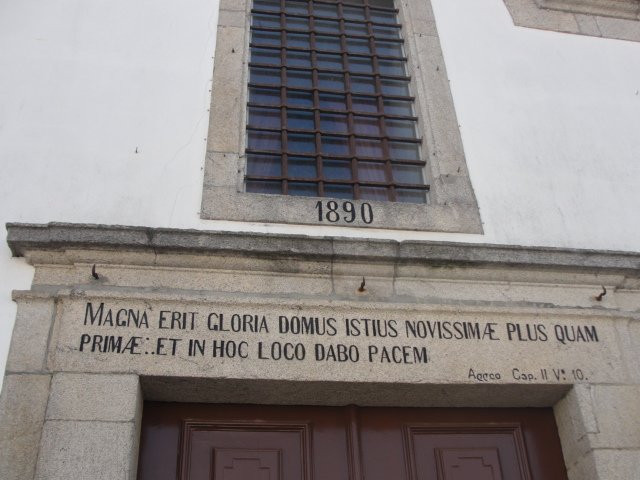 1890
MAGNA ERIT GLORIA DOMUS ISTIUS NOVISSIMÆ PLUS QUAM
PRIMÆ∴ET IN HOC LOCO DABO PACEM
Ageeo Cap. II Vº 10.